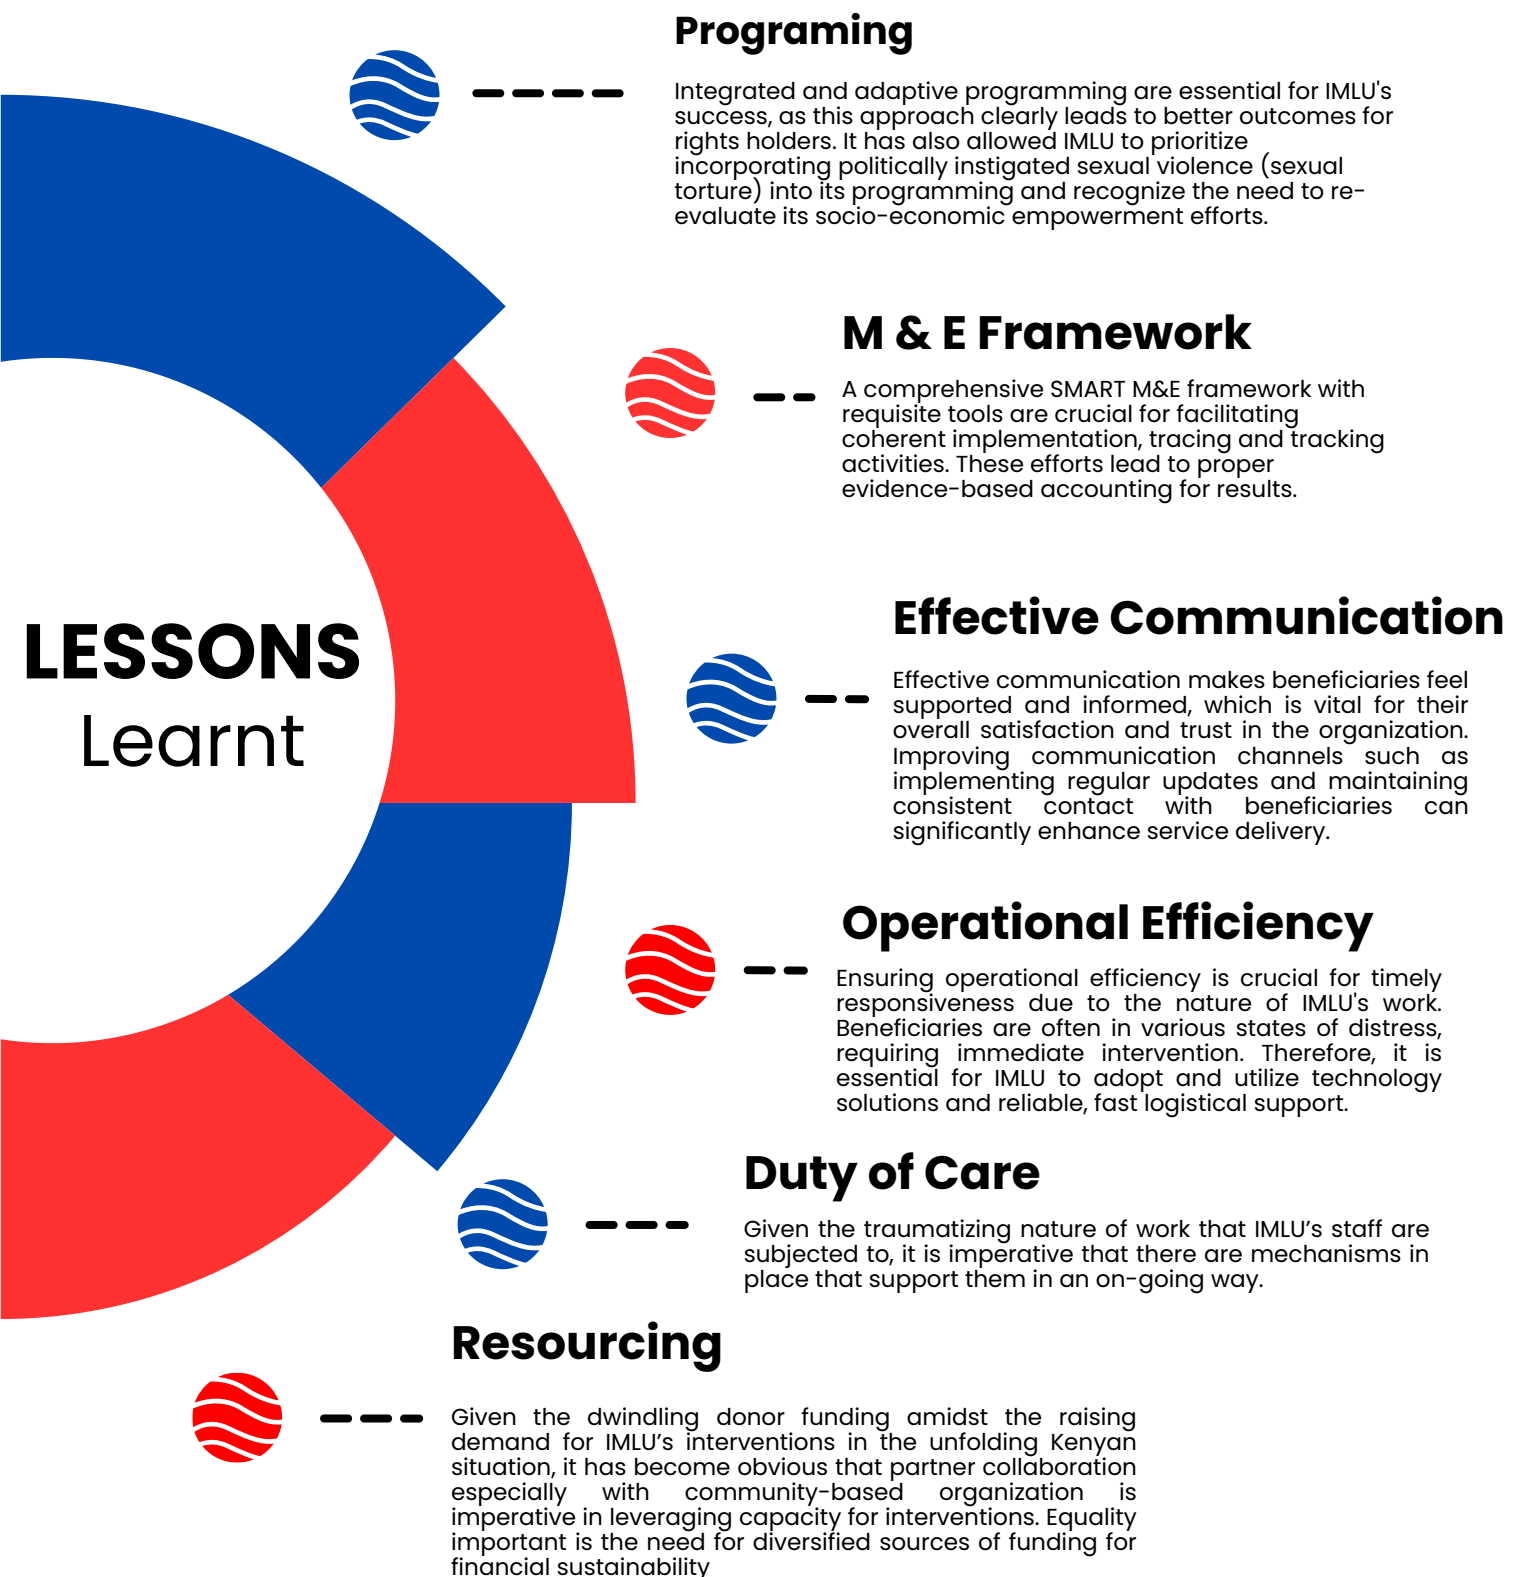 Programing
Integrated and adaptive programming are essential for IMLU's
success, as this approach clearly leads to better outcomes for
rights holders. It has also allowed IMLU to prioritize
incorporating politically instigated sexual violence (sexual
torture) into its programming and recognize the need to re-
evaluate its socio-economic empowerment efforts.
M & E Framework
A comprehensive SMART M&E framework with
requisite tools are crucial for facilitating
coherent implementation, tracing and tracking
activities. These efforts lead to proper
evidence-based accounting for results.
LESSONS
Learnt
Effective Communication
Effective communication makes beneficiaries feel
supported and informed, which is vital for their
overall satisfaction and trust in the organization.
Improving communication channels such as
implementing regular updates and maintaining
consistent contact with beneficiaries can
significantly enhance service delivery.
Operational Efficiency
Ensuring operational efficiency is crucial for timely
responsiveness due to the nature of IMLU's work.
Beneficiaries are often in various states of distress,
requiring immediate intervention. Therefore, it is
essential for IMLU to adopt and utilize technology
solutions and reliable, fast logistical support.
Duty of Care
Given the traumatizing nature of work that IMLU’s staff are
subjected to, it is imperative that there are mechanisms in
place that support them in an on-going way.
Resourcing
Given the dwindling donor funding amidst the raising
demand for IMLU’s interventions in the unfolding Kenyan
situation, it has become obvious that partner collaboration
especially with community-based organization is
imperative in leveraging capacity for interventions. Equality
important is the need for diversified sources of funding for
financial sustainability